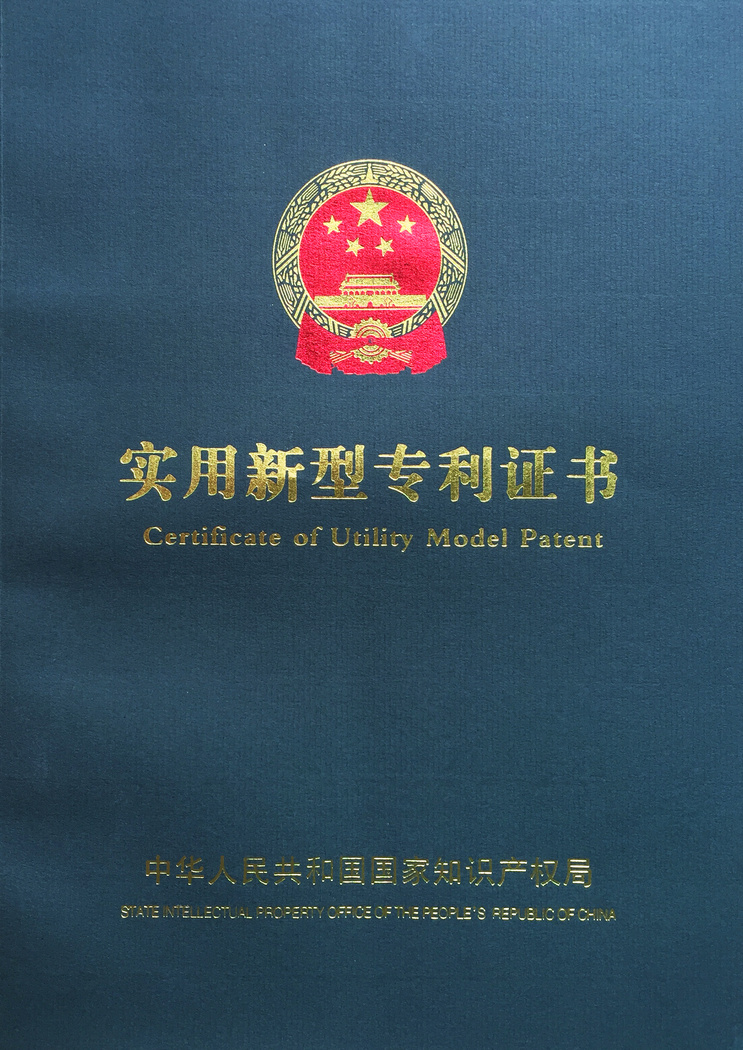 实用新型专利证书
Certificate of Utility Model Patent
中华人民共和国国家知识产权局
STATE INTELLECTUAL PROPERTY OFFICE OF THE PEOPLE'S REPUBLIC OF CHINA